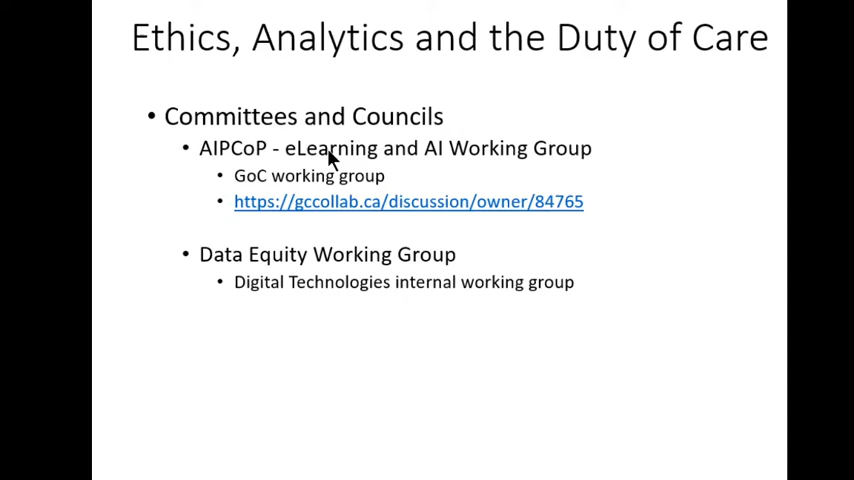 Ethics, Analytics and the Duty of Care
• Committees and Councils
• AIPCoP - eLearning and AI Working Group
• GoC working group
• https://gccollab.ca/discussion/owner/84765
• Data Equity Working Group
• Digital Technologies internal working group